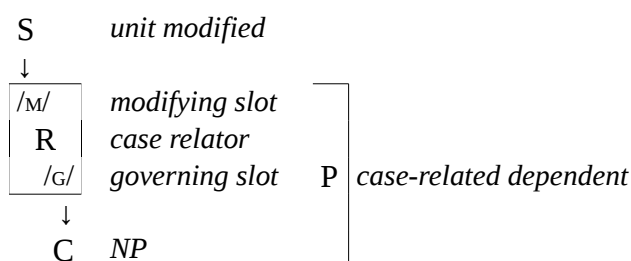 S unit modified
↓
/M/ modifying slot
R case relator
/G/ governing slot P case-related dependent
↓
C NP